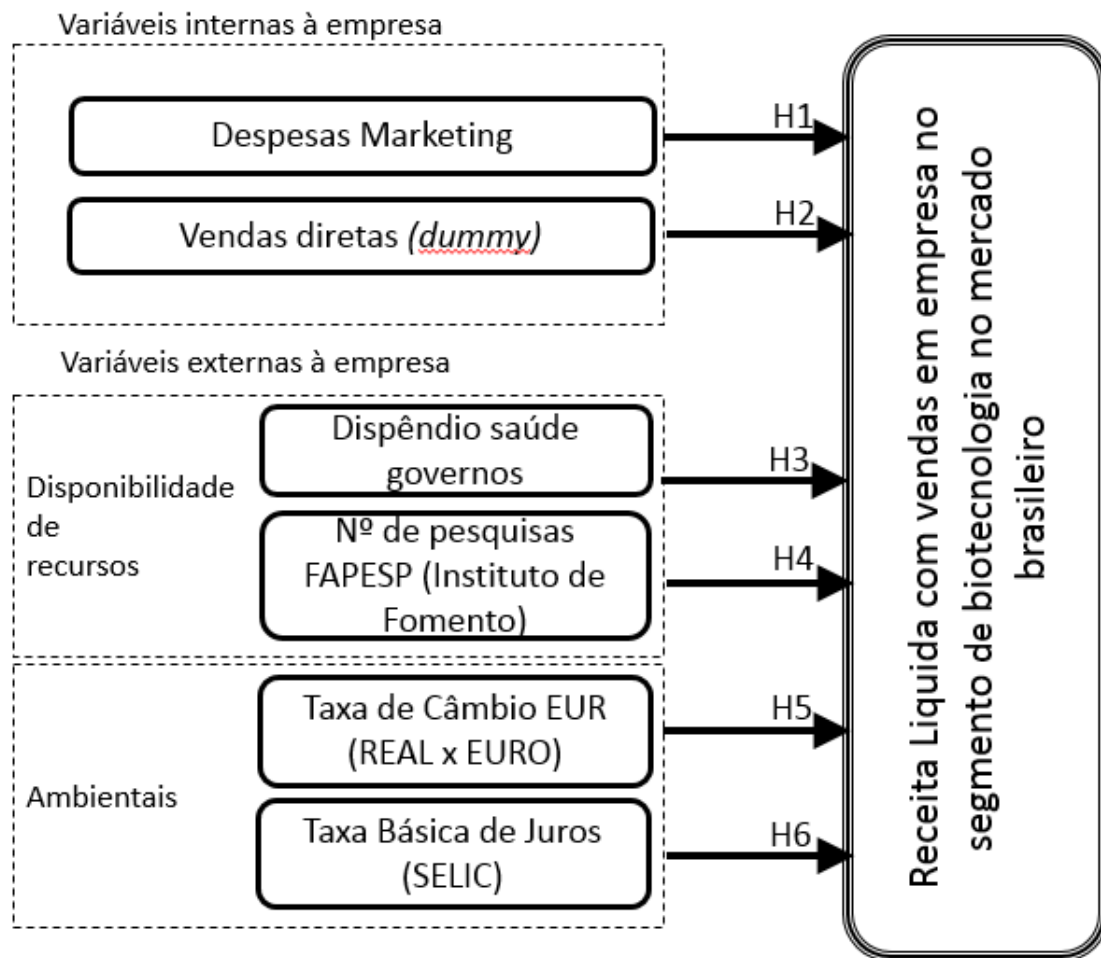 Variáveis internas à empresa
Despesas Marketing
H1
Vendas diretas (dummy)
H2
Variáveis externas à empresa
Disponibilidade
de
recursos
Dispêndio saúde
governos
H3
Nº de pesquisas
FAPESP (Instituto de
Fomento)
H4
Ambientais
Taxa de Câmbio EUR
(REAL x EURO)
H5
Taxa Básica de Juros
(SELIC)
H6
Receita Liquida com vendas em empresa no
segmento de biotecnologia no mercado
brasileiro